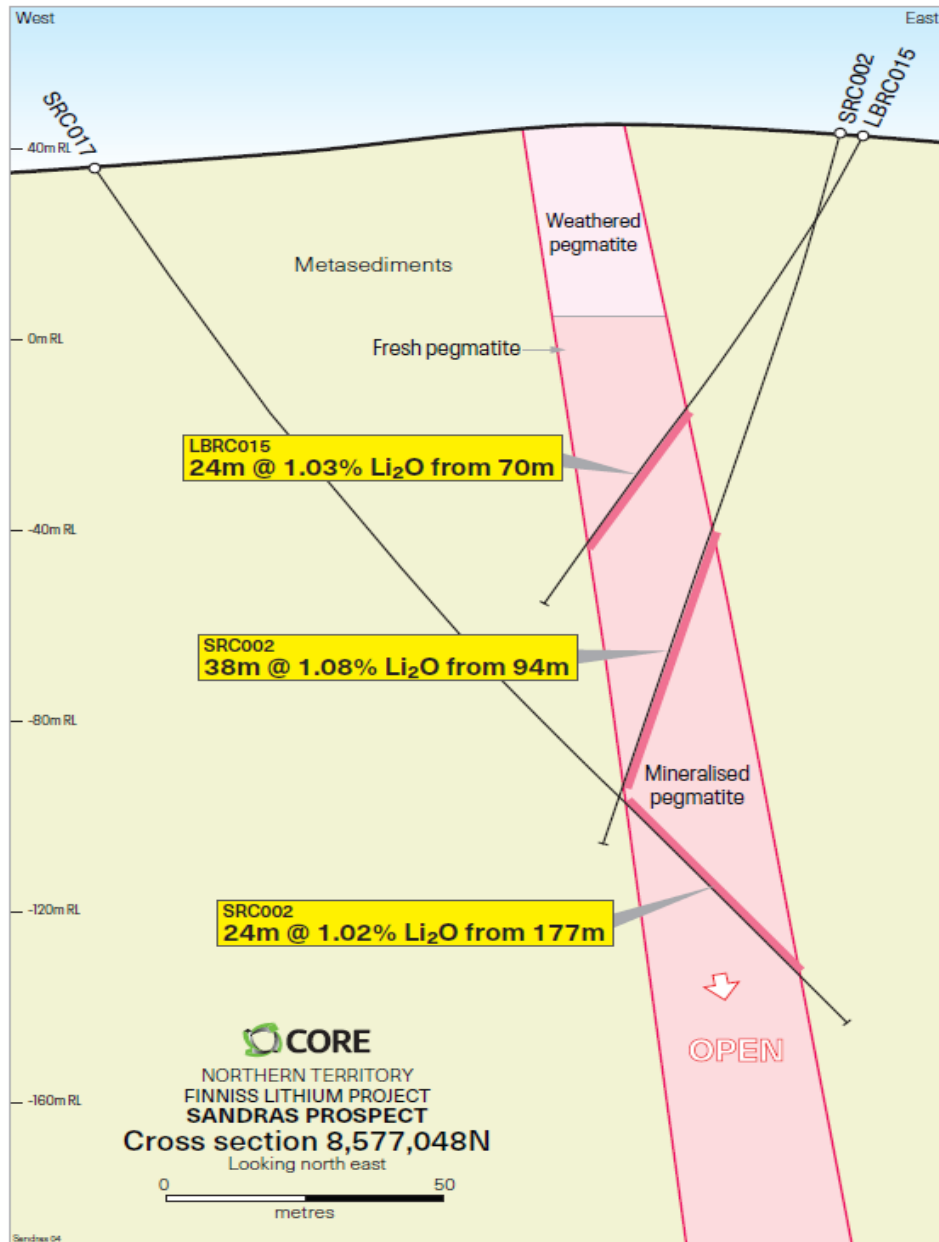 West
East
SRC017
SRC002
LBRC015
40m RL
Weathered
pegmatite
Metasediments
0m RL
Fresh pegmatite
LBRC015
24m @ 1.03% Li₂O from 70m
-40m RL
SRC002
38m @ 1.08% Li₂O from 94m
-80m RL
Mineralised
pegmatite
SRC002
24m @ 1.02% Li₂O from 177m
-120m RL
OPEN
CORE
NORTHERN TERRITORY
FINNISS LITHIUM PROJECT
SANDRAS PROSPECT
Cross section 8,577,048N
Looking north east
-160m RL
0
50
metres
Sandras 04